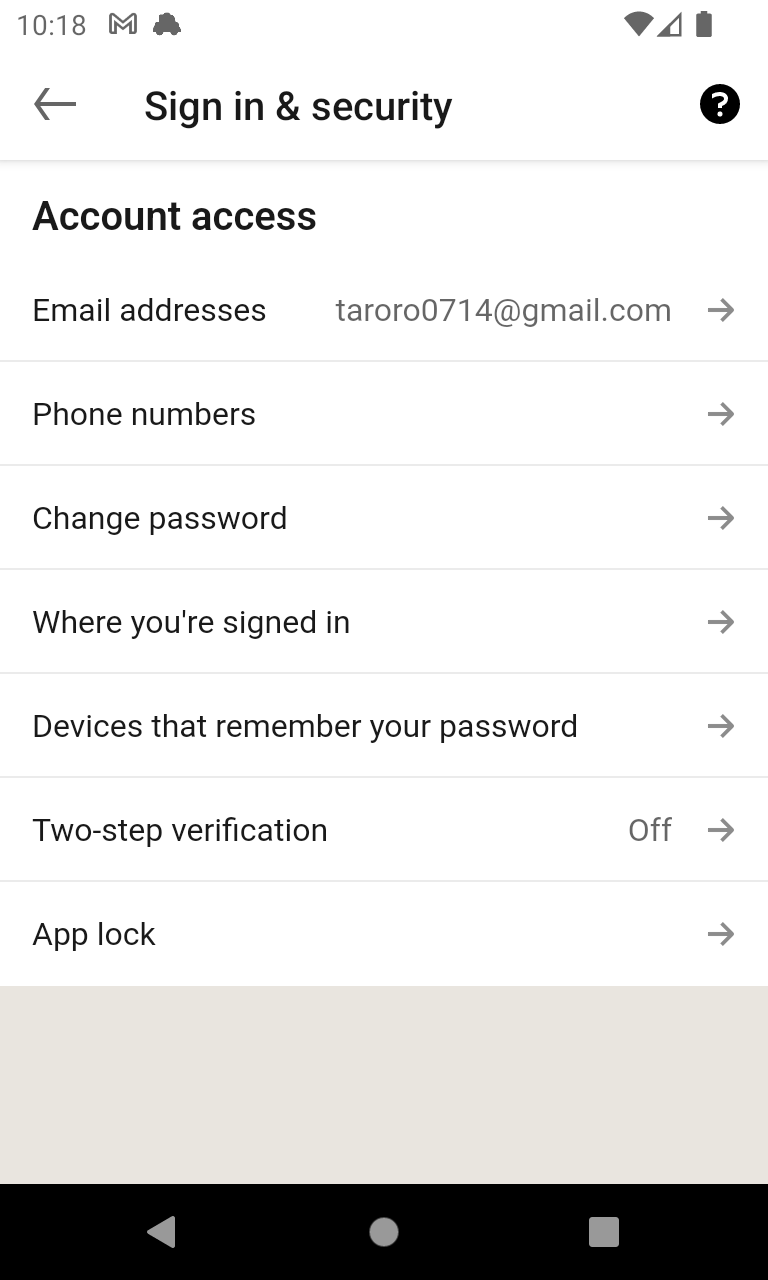 10:18
Sign in & security
Account access
Email addresses taroro0714@gmail.com
Phone numbers
Change password
Where you're signed in
Devices that remember your password
Two-step verification Off
App lock